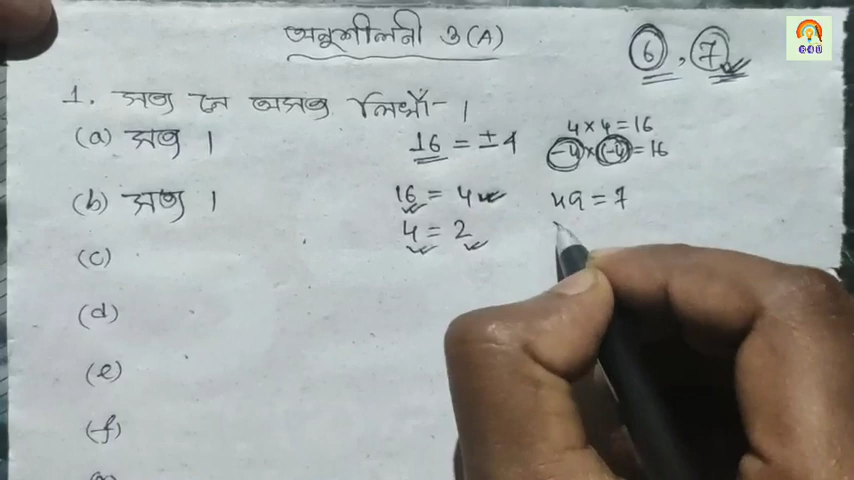 অনুশীলনী 3 (A)
6, 7
EDU
1. সত্য নে অসত্য লিখাঁ- ।
(a) সত্য ।
16 = ±4
4×4=16
-4×(-4)=16
(b) সত্য ।
16 = 4
49 = 7
4 = 2
(c)
(d)
(e)
(f)